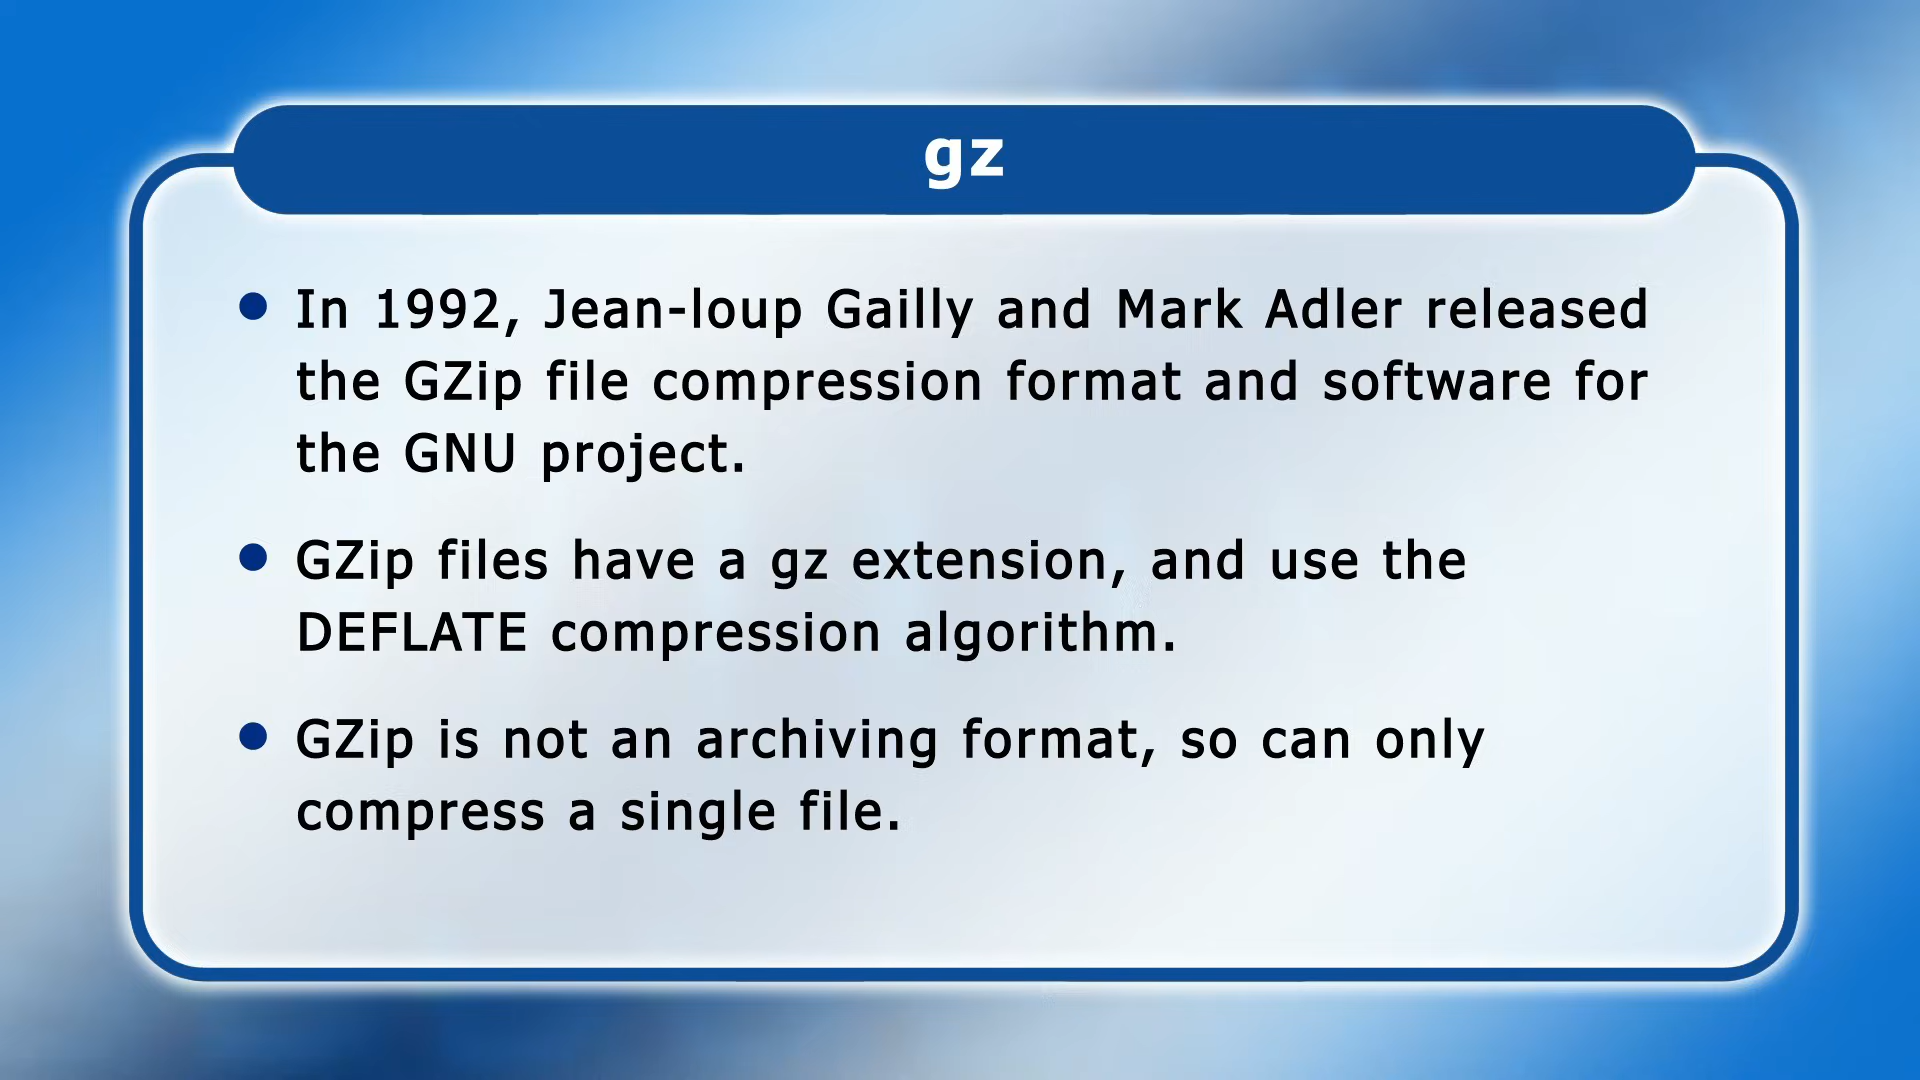 gz
In 1992, Jean-loup Gailly and Mark Adler released
the GZip file compression format and software for
the GNU project.
GZip files have a gz extension, and use the
DEFLATE compression algorithm.
GZip is not an archiving format, so can only
compress a single file.